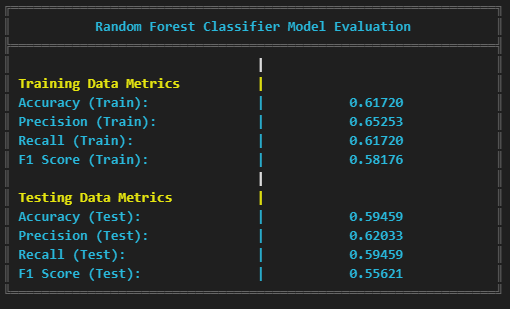 Random Forest Classifier Model Evaluation
|
Training Data Metrics |
Accuracy (Train): | 0.61720
Precision (Train): | 0.65253
Recall (Train): | 0.61720
F1 Score (Train): | 0.58176
|
Testing Data Metrics |
Accuracy (Test): | 0.59459
Precision (Test): | 0.62033
Recall (Test): | 0.59459
F1 Score (Test): | 0.55621